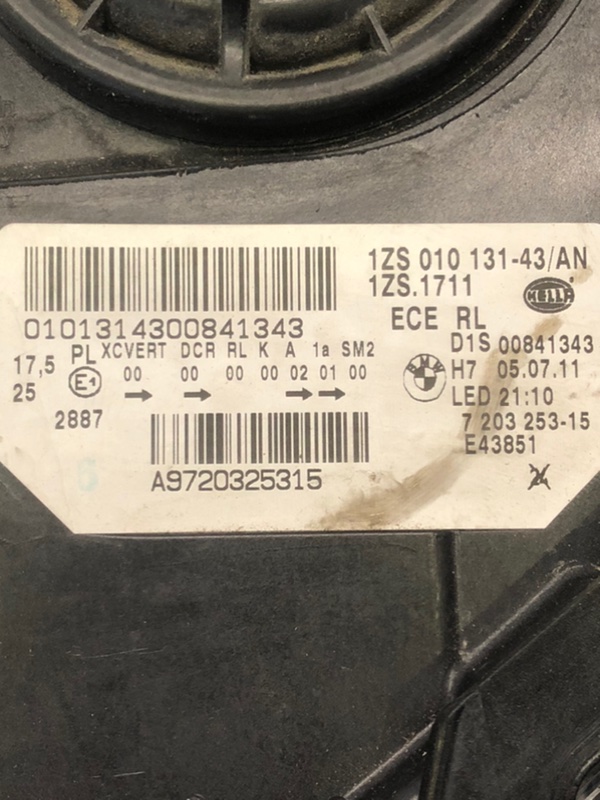 1ZS 010 131-43/AN
1ZS.1711
HELLA
0101314300841343
ECE RL
17,5 PL XCVERT DCR RL K A 1a SM2
D1S 00841343
25 E1 00 → 00 → 00 00 02 → 01 → 00
BMW
H7 05.07.11
LED 21:10
2887
7 203 253-15
E43851
A9720325315